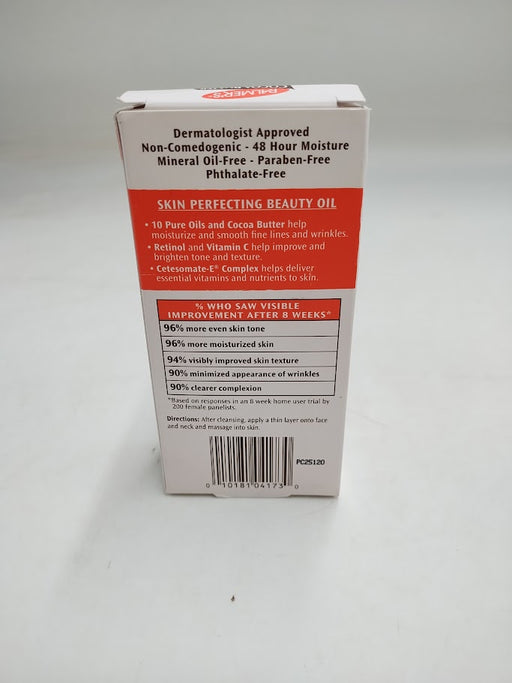 PALMER'S
Dermatologist Approved
Non-Comedogenic - 48 Hour Moisture
Mineral Oil-Free - Paraben-Free
Phthalate-Free
SKIN PERFECTING BEAUTY OIL
• 10 Pure Oils and Cocoa Butter help
moisturize and smooth fine lines and wrinkles.
• Retinol and Vitamin C help improve and
brighten tone and texture.
• Cetesomate-E® Complex helps deliver
essential vitamins and nutrients to skin.
% WHO SAW VISIBLE
IMPROVEMENT AFTER 8 WEEKS*
96% more even skin tone
96% more moisturized skin
94% visibly improved skin texture
90% minimized appearance of wrinkles
90% clearer complexion
*Based on responses in an 8 week home user trial by
200 female panelists.
Directions: After cleansing, apply a thin layer onto face
and neck and massage into skin.
PC25120
0 10181 04173 0